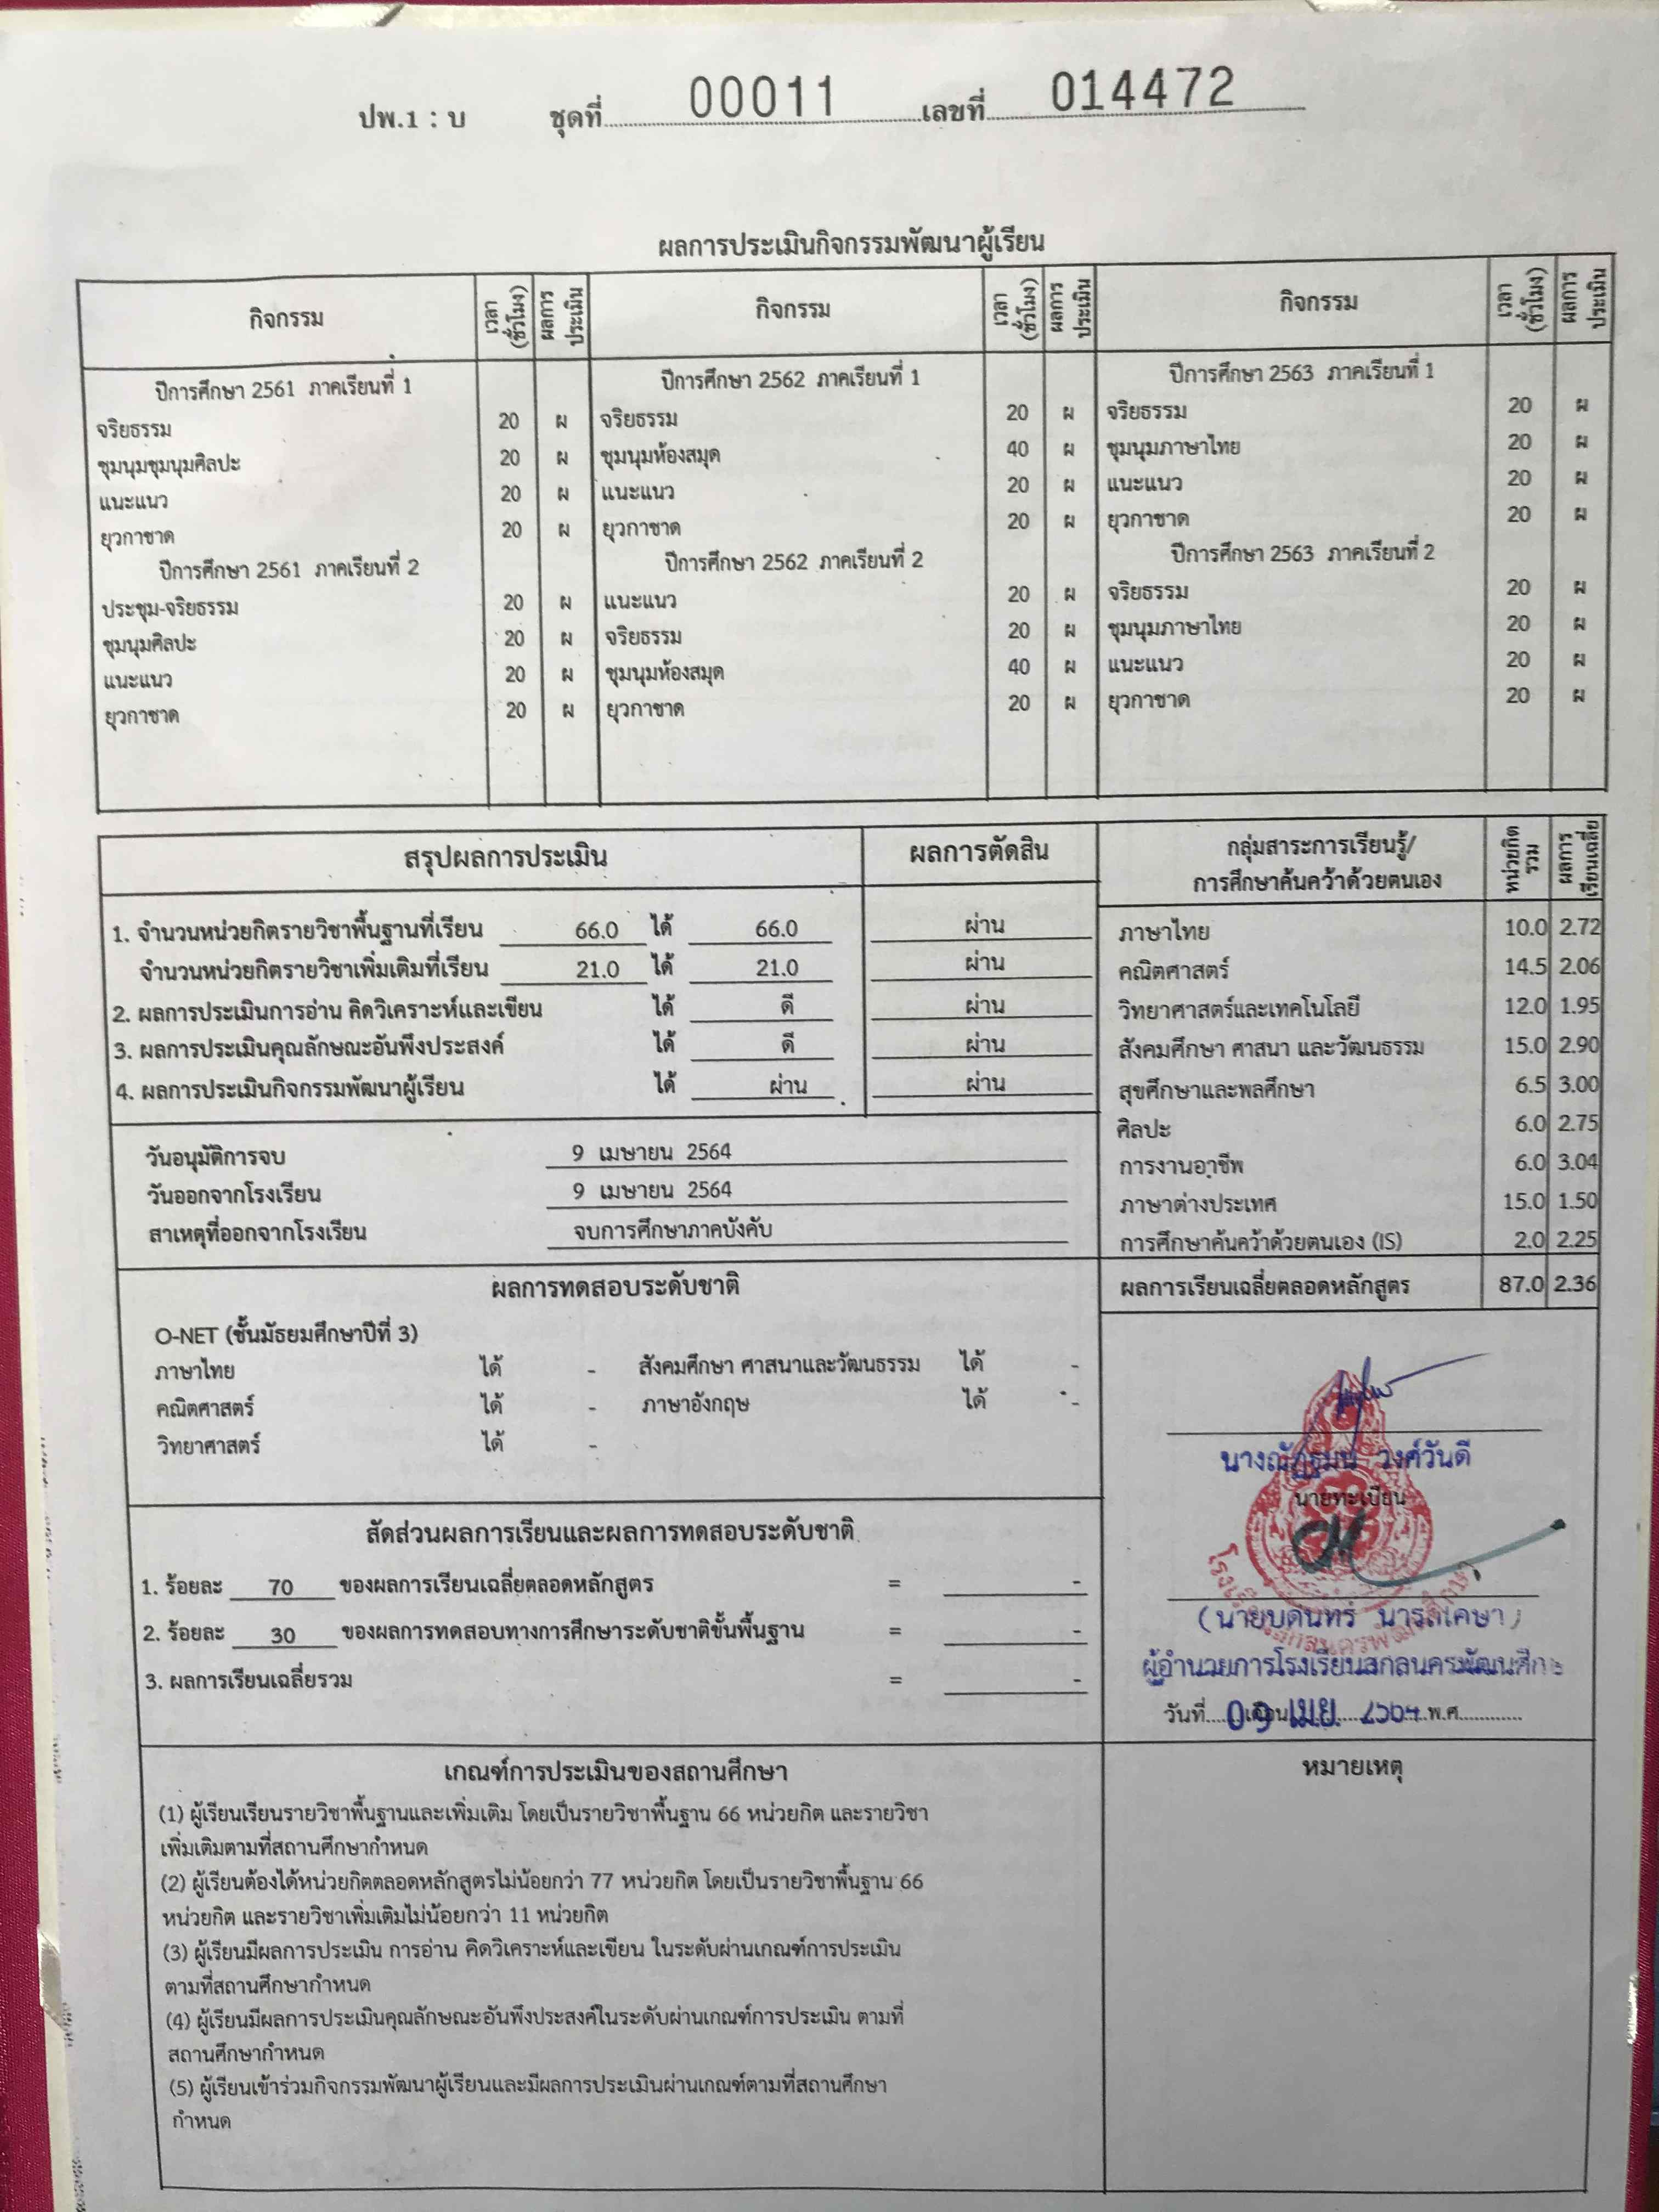 ปพ.1 : บ ชุดที่ 00011 เลขที่ 014472
ผลการประเมินกิจกรรมพัฒนาผู้เรียน
กิจกรรม เวลา (ชั่วโมง) ผลการประเมิน กิจกรรม เวลา (ชั่วโมง) ผลการประเมิน กิจกรรม เวลา (ชั่วโมง) ผลการประเมิน
ปีการศึกษา 2561 ภาคเรียนที่ 1 ปีการศึกษา 2562 ภาคเรียนที่ 1 ปีการศึกษา 2563 ภาคเรียนที่ 1
จริยธรรม 20 ผ จริยธรรม 20 ผ จริยธรรม 20 ผ
ชุมนุมชุมนุมศิลปะ 20 ผ ชุมนุมห้องสมุด 40 ผ ชุมนุมภาษาไทย 20 ผ
แนะแนว 20 ผ แนะแนว 20 ผ แนะแนว 20 ผ
ยุวกาชาด 20 ผ ยุวกาชาด 20 ผ ยุวกาชาด 20 ผ
ปีการศึกษา 2561 ภาคเรียนที่ 2 ปีการศึกษา 2562 ภาคเรียนที่ 2 ปีการศึกษา 2563 ภาคเรียนที่ 2
ประชุม-จริยธรรม 20 ผ แนะแนว 20 ผ จริยธรรม 20 ผ
ชุมนุมศิลปะ 20 ผ จริยธรรม 20 ผ ชุมนุมภาษาไทย 20 ผ
แนะแนว 20 ผ ชุมนุมห้องสมุด 40 ผ แนะแนว 20 ผ
ยุวกาชาด 20 ผ ยุวกาชาด 20 ผ ยุวกาชาด 20 ผ
สรุปผลการประเมิน ผลการตัดสิน
1. จำนวนหน่วยกิตรายวิชาพื้นฐานที่เรียน 66.0 ได้ 66.0 ผ่าน
จำนวนหน่วยกิตรายวิชาเพิ่มเติมที่เรียน 21.0 ได้ 21.0 ผ่าน
2. ผลการประเมินการอ่าน คิดวิเคราะห์และเขียน ได้ ดี ผ่าน
3. ผลการประเมินคุณลักษณะอันพึงประสงค์ ได้ ดี ผ่าน
4. ผลการประเมินกิจกรรมพัฒนาผู้เรียน ได้ ผ่าน ผ่าน
วันอนุมัติการจบ 9 เมษายน 2564
วันออกจากโรงเรียน 9 เมษายน 2564
สาเหตุที่ออกจากโรงเรียน จบการศึกษาภาคบังคับ
กลุ่มสาระการเรียนรู้/ หน่วยกิตรวม ผลการเรียนเฉลี่ย
การศึกษาค้นคว้าด้วยตนเอง
ภาษาไทย 10.0 2.72
คณิตศาสตร์ 14.5 2.06
วิทยาศาสตร์และเทคโนโลยี 12.0 1.95
สังคมศึกษา ศาสนา และวัฒนธรรม 15.0 2.90
สุขศึกษาและพลศึกษา 6.5 3.00
ศิลปะ 6.0 2.75
การงานอาชีพ 6.0 3.04
ภาษาต่างประเทศ 15.0 1.50
การศึกษาค้นคว้าด้วยตนเอง (IS) 2.0 2.25
ผลการเรียนเฉลี่ยตลอดหลักสูตร 87.0 2.36
ผลการทดสอบระดับชาติ
O-NET (ชั้นมัธยมศึกษาปีที่ 3)
ภาษาไทย ได้ - สังคมศึกษา ศาสนาและวัฒนธรรม ได้ -
คณิตศาสตร์ ได้ - ภาษาอังกฤษ ได้ -
วิทยาศาสตร์ ได้ -
สัดส่วนผลการเรียนและผลการทดสอบระดับชาติ
1. ร้อยละ 70 ของผลการเรียนเฉลี่ยตลอดหลักสูตร = -
2. ร้อยละ 30 ของผลการทดสอบทางการศึกษาระดับชาติขั้นพื้นฐาน = -
3. ผลการเรียนเฉลี่ยรวม = -
วงศ์วันดี
นายทะเบียน
(นายบดินทร์
ผู้อำนวยการโรงเรียนสกลนครพัฒนศึก
วันที่ 09 เดือน เม.ย. 2564 พ.ศ.
เกณฑ์การประเมินของสถานศึกษา
(1) ผู้เรียนเรียนรายวิชาพื้นฐานและเพิ่มเติม โดยเป็นรายวิชาพื้นฐาน 66 หน่วยกิต และรายวิชา
เพิ่มเติมตามที่สถานศึกษากำหนด
(2) ผู้เรียนต้องได้หน่วยกิตตลอดหลักสูตรไม่น้อยกว่า 77 หน่วยกิต โดยเป็นรายวิชาพื้นฐาน 66
หน่วยกิต และรายวิชาเพิ่มเติมไม่น้อยกว่า 11 หน่วยกิต
(3) ผู้เรียนมีผลการประเมิน การอ่าน คิดวิเคราะห์และเขียน ในระดับผ่านเกณฑ์การประเมิน
ตามที่สถานศึกษากำหนด
(4) ผู้เรียนมีผลการประเมินคุณลักษณะอันพึงประสงค์ในระดับผ่านเกณฑ์การประเมิน ตามที่
สถานศึกษากำหนด
(5) ผู้เรียนเข้าร่วมกิจกรรมพัฒนาผู้เรียนและมีผลการประเมินผ่านเกณฑ์ตามที่สถานศึกษา
กำหนด
หมายเหตุ